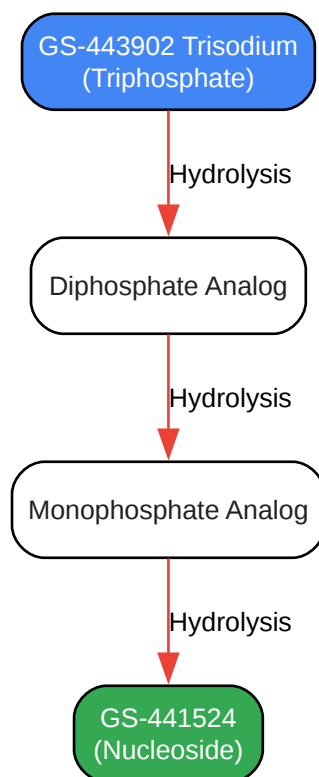 GS-443902 Trisodium
(Triphosphate)
Hydrolysis
Diphosphate Analog
Hydrolysis
Monophosphate Analog
Hydrolysis
GS-441524
(Nucleoside)